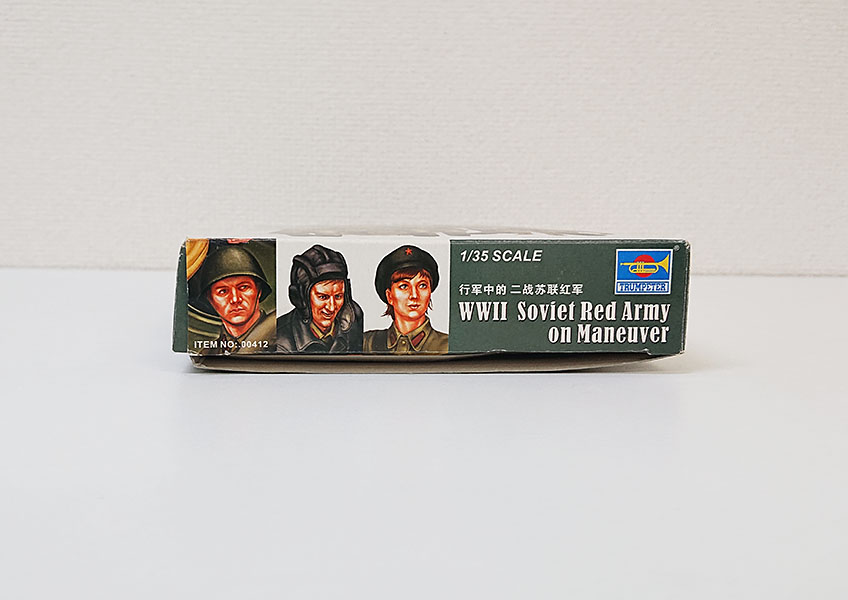 ITEM NO:.00412
1/35 SCALE
行军中的 二战苏联红军
WWII Soviet Red Army
on Maneuver
TRUMPETER
®